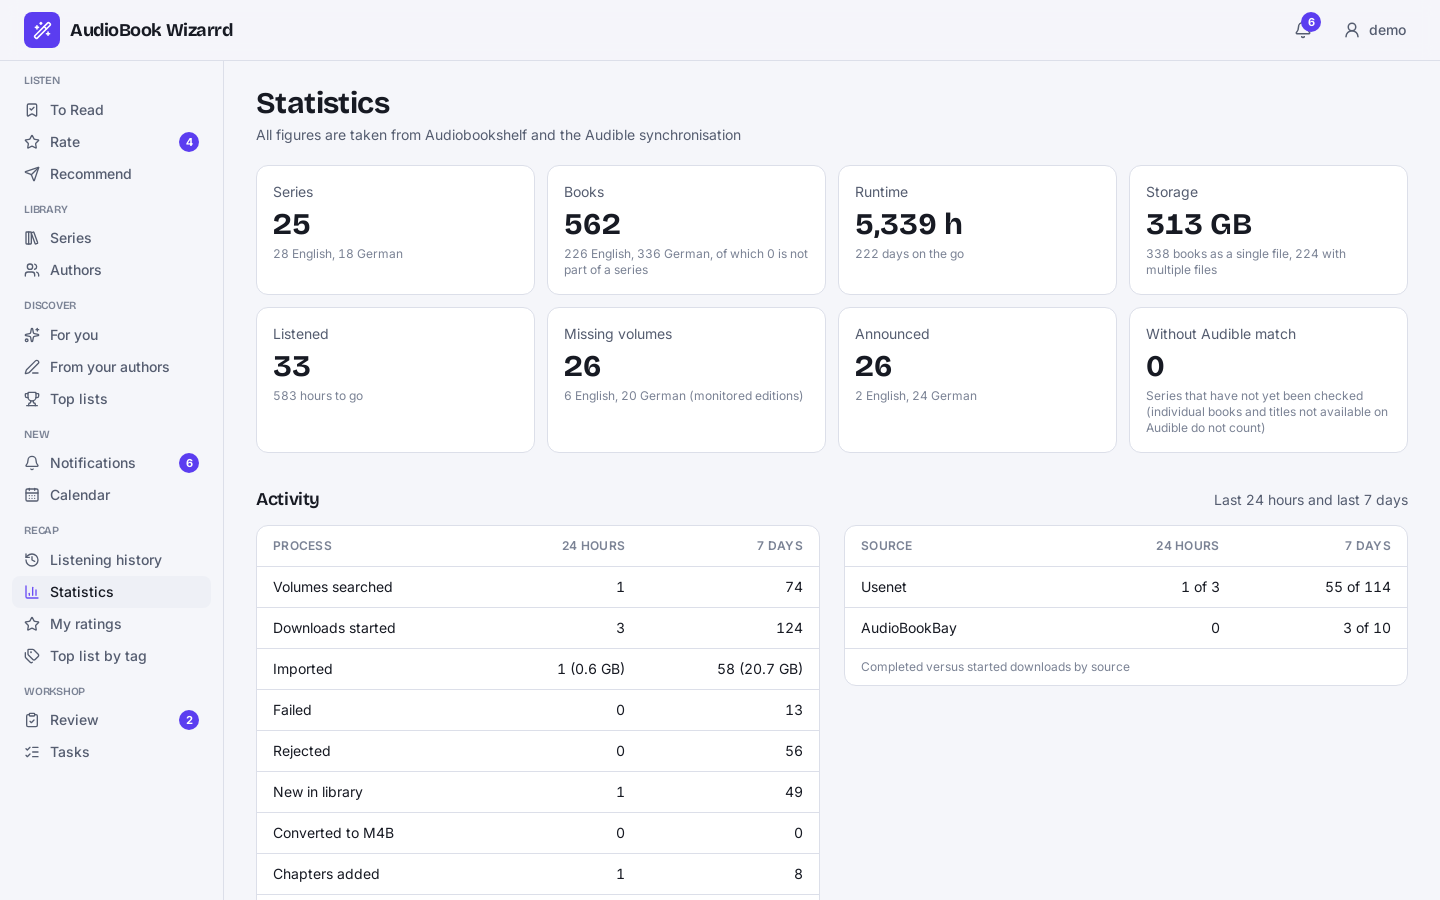 AudioBook Wizarrd
6
demo
LISTEN
To Read
Rate
4
Recommend
LIBRARY
Series
Authors
DISCOVER
For you
From your authors
Top lists
NEW
Notifications
6
Calendar
RECAP
Listening history
Statistics
My ratings
Top list by tag
WORKSHOP
Review
2
Tasks
Statistics
All figures are taken from Audiobookshelf and the Audible synchronisation
Series
25
28 English, 18 German
Books
562
226 English, 336 German, of which 0 is not
part of a series
Runtime
5,339 h
222 days on the go
Storage
313 GB
338 books as a single file, 224 with
multiple files
Listened
33
583 hours to go
Missing volumes
26
6 English, 20 German (monitored editions)
Announced
26
2 English, 24 German
Without Audible match
0
Series that have not yet been checked
(individual books and titles not available on
Audible do not count)
Activity
Last 24 hours and last 7 days
PROCESS 24 HOURS 7 DAYS
Volumes searched 1 74
Downloads started 3 124
Imported 1 (0.6 GB) 58 (20.7 GB)
Failed 0 13
Rejected 0 56
New in library 1 49
Converted to M4B 0 0
Chapters added 1 8
SOURCE 24 HOURS 7 DAYS
Usenet 1 of 3 55 of 114
AudioBookBay 0 3 of 10
Completed versus started downloads by source